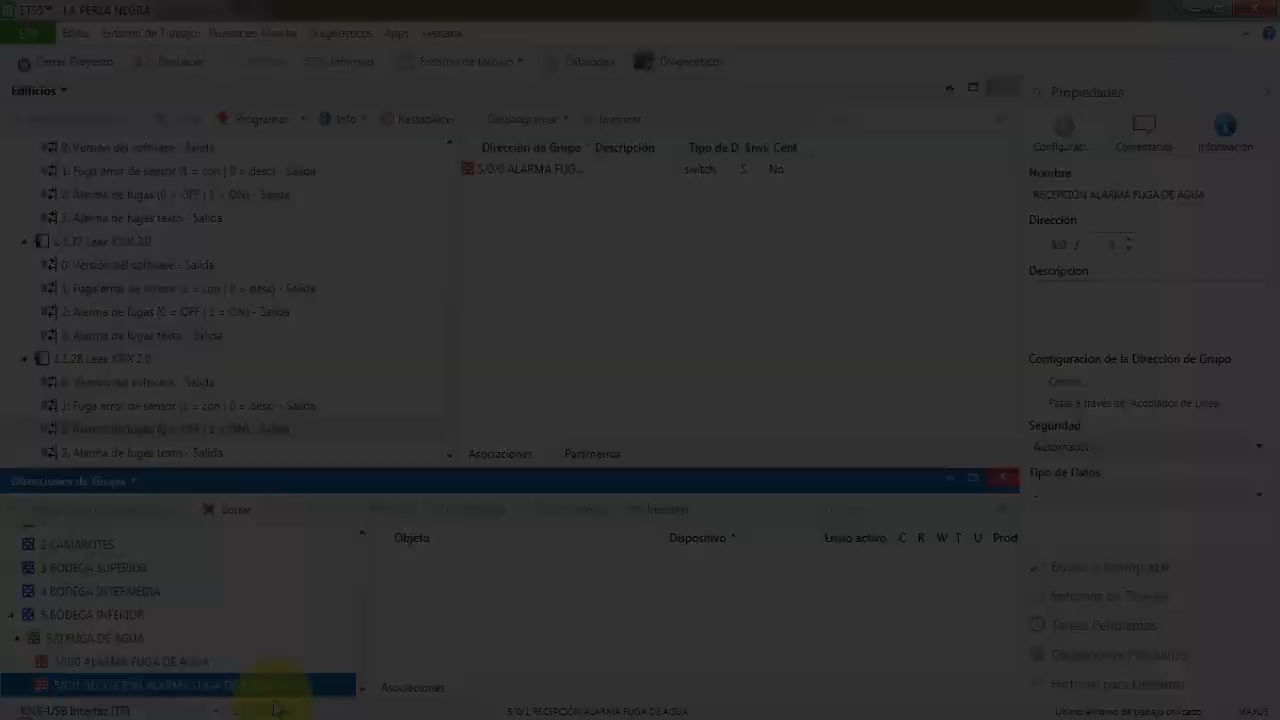 ETS5™ - LA PERLA NEGRA
Entorno de Trabajo Puesta en Marcha Diagnósticos Apps Ventana
Cerrar Proyecto Deshacer Informes Entorno de trabajo Catálogos Diagnósticos
Edificios
Programar Info Restablecer Desprogramar Imprimir
0: Versión del software - Salida
1: Fuga error de sensor (1 = con | 0 = desc) - Salida
2: Alarma de fugas (0 = OFF | 1 = ON) - Salida
3: Alarma de fugas texto - Salida
1.1.27 Leak KNX 2.0
0: Versión del software - Salida
1: Fuga error de sensor (1 = con | 0 = desc) - Salida
2: Alarma de fugas (0 = OFF | 1 = ON) - Salida
3: Alarma de fugas texto - Salida
1.1.28 Leak KNX 2.0
0: Versión del software - Salida
1: Fuga error de sensor (1 = con | 0 = desc) - Salida
2: Alarma de fugas (0 = OFF | 1 = ON) - Salida
3: Alarma de fugas texto - Salida
Dirección de Grupo Descripción Tipo de D Envi Cent
5/0/0 ALARMA FUG... switch S No
Asociaciones Parámetros
Direcciones de Grupo
Borrar Imprimir
2 CAMAROTES
3 BODEGA SUPERIOR
4 BODEGA INTERMEDIA
5 BODEGA INFERIOR
5/0 FUGA DE AGUA
5/0/0 ALARMA FUGA DE AGUA
5/0/1 RECEPCIÓN ALARMA FUGA DE
Objeto Dispositivo Envío activo C R W T U Prod
Asociaciones
KNX-USB Interfaz (TP)
5/0/1 RECEPCIÓN ALARMA FUGA DE AGUA
Último entorno de trabajo utilizado
Propiedades
Configuraci... Comentarios Información
Nombre
RECEPCIÓN ALARMA FUGA DE AGUA
Dirección
5/0 /
Descripción
Configuración de la Dirección de Grupo
Central
Pasar a través del Acoplador de Línea
Seguridad
Automático
Tipo de Datos
Buscar y Reemplazar
Entornos de Trabajo
Tareas Pendientes
Operaciones Pendientes
Historial para Deshacer